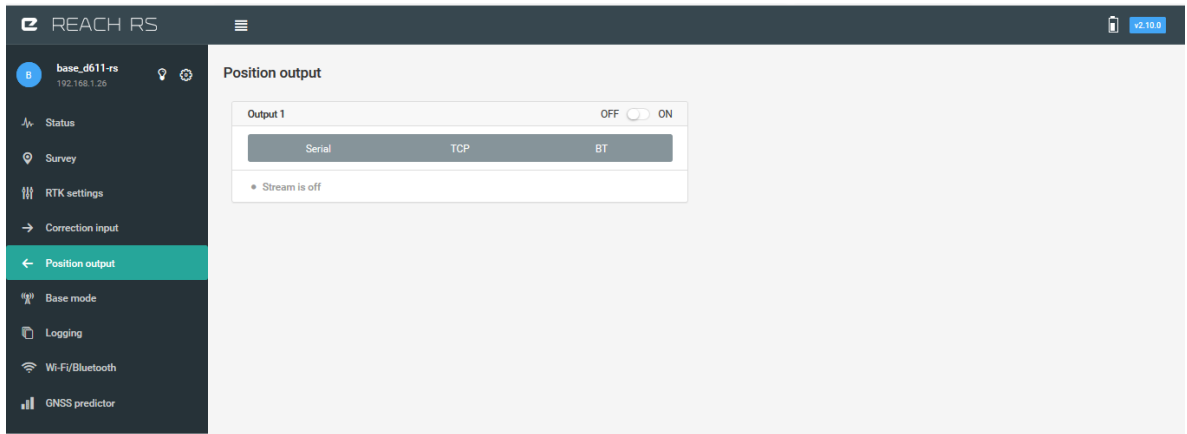 REACH RS
v2.10.0
B
base_d611-rs
192.168.1.26
Status
Survey
RTK settings
Correction input
Position output
Base mode
Logging
Wi-Fi/Bluetooth
GNSS predictor
Position output
Output 1 OFF ON
Serial TCP BT
Stream is off